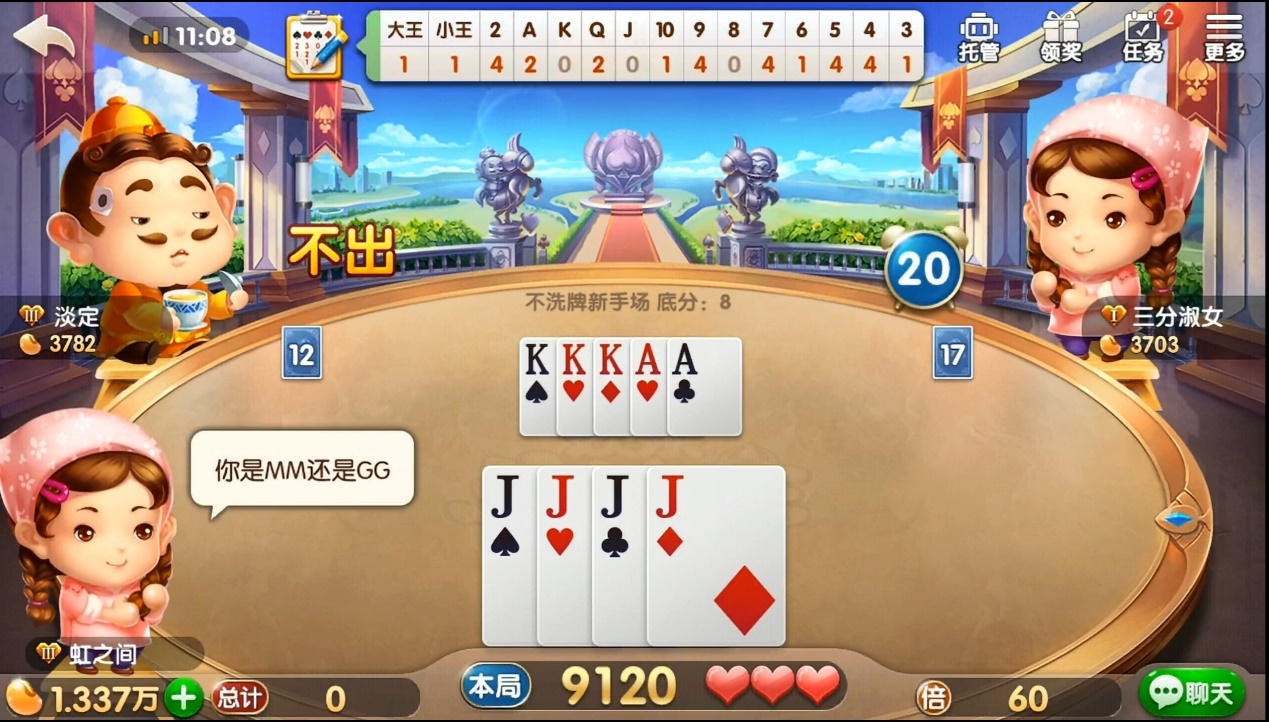 11:08
大王 小王 2 A K Q J 10 9 8 7 6 5 4 3
1 1 4 2 0 2 0 1 4 0 4 1 4 4 1
托管 领奖 任务 2 更多
不出
20
不洗牌新手场 底分：8
III 淡定
3782
I 三分淑女
3703
12
17
K K K A A
你是MM还是GG
J J J J
III 虹之间
1.337万 总计 0
本局 9120
倍 60
聊天